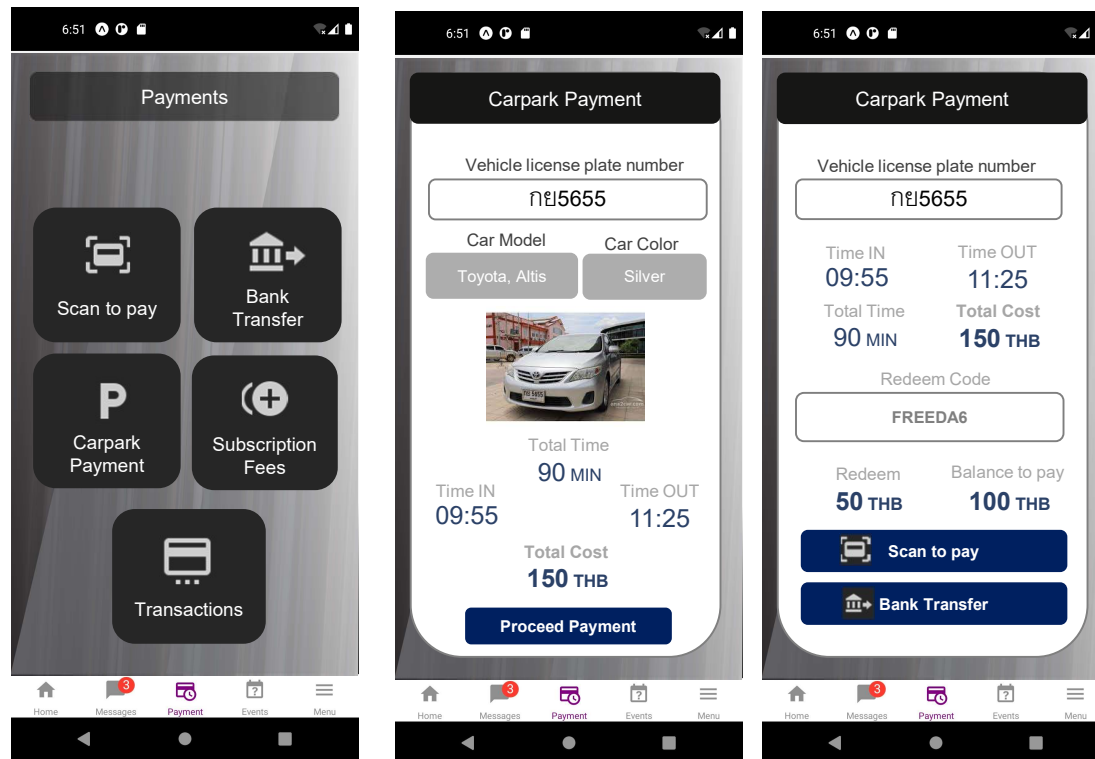 6:51
Payments
Scan to pay
Bank
Transfer
P
Carpark
Payment
Subscription
Fees
Transactions
3
Home
Messages
Payment
Events
Menu
6:51
Carpark Payment
Vehicle license plate number
กย5655
Car Model
Car Color
Toyota, Altis
Silver
กย 5655
one2car.com
Total Time
90 MIN
Time IN
Time OUT
09:55
11:25
Total Cost
150 THB
Proceed Payment
3
Home
Messages
Payment
Events
Menu
6:51
Carpark Payment
Vehicle license plate number
กย5655
Time IN
Time OUT
09:55
11:25
Total Time
Total Cost
90 MIN
150 THB
Redeem Code
FREEDA6
Redeem
Balance to pay
50 THB
100 THB
Scan to pay
Bank Transfer
3
Home
Messages
Payment
Events
Menu